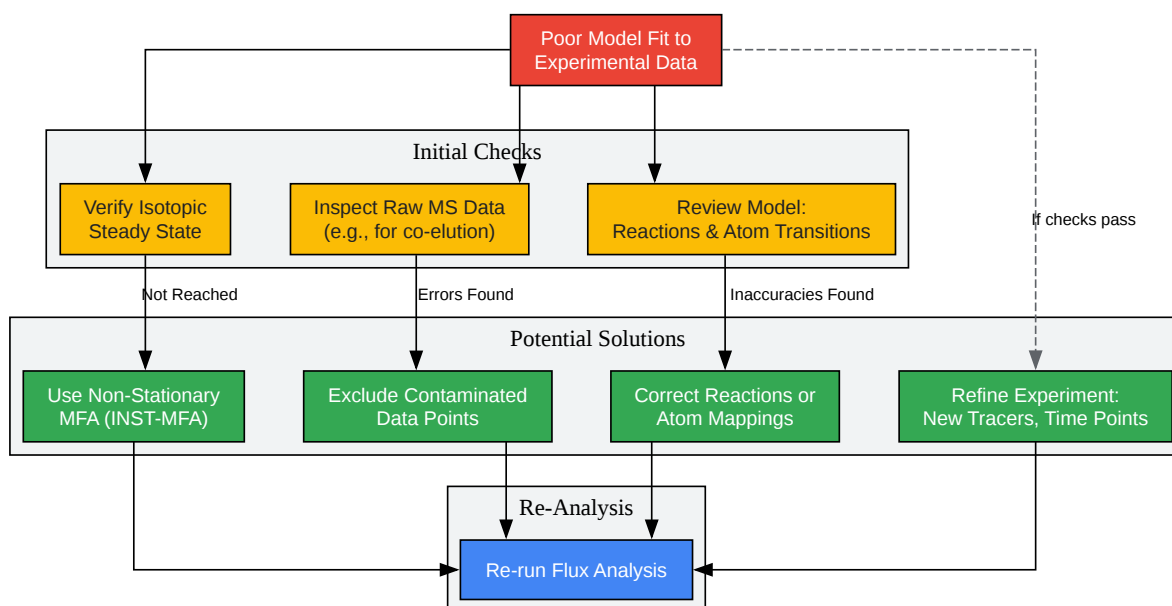 Poor Model Fit to
Experimental Data
Initial Checks
Verify Isotopic
Steady State
Inspect Raw MS Data
(e.g., for co-elution)
Review Model:
Reactions & Atom Transitions
If checks pass
Not Reached
Errors Found
Inaccuracies Found
Potential Solutions
Use Non-Stationary
MFA (INST-MFA)
Exclude Contaminated
Data Points
Correct Reactions or
Atom Mappings
Refine Experiment:
New Tracers, Time Points
Re-Analysis
Re-run Flux Analysis